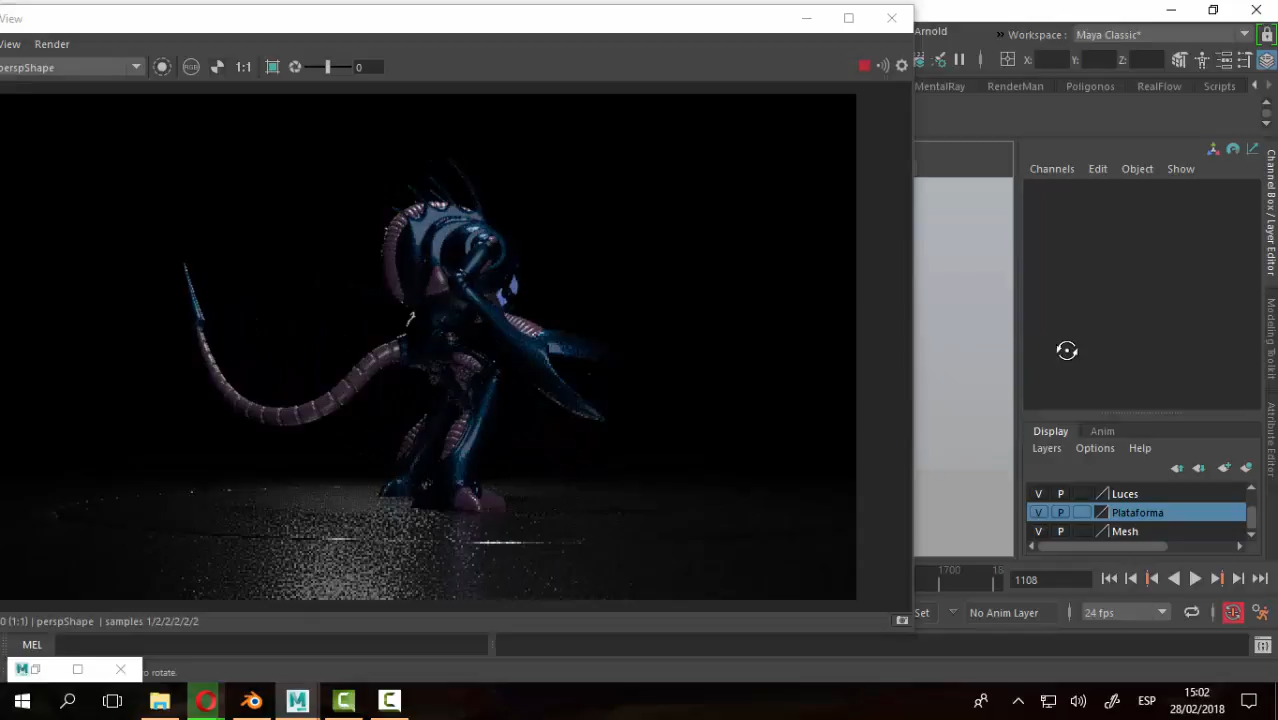 View
View Render
perspShape
1:1
0
0 (1:1) | perspShape | samples 1/2/2/2/2/2
Arnold
Workspace : Maya Classic*
X: Y: Z:
MentalRay RenderMan Poligonos RealFlow Scripts
Channels Edit Object Show
Channel Box / Layer Editor
Modeling Toolkit
Attribute Editor
Display Anim
Layers Options Help
V P Luces
V P Plataforma
V P Mesh
1700 18 1108
Set No Anim Layer 24 fps
MEL
to rotate.
ESP
15:02
28/02/2018